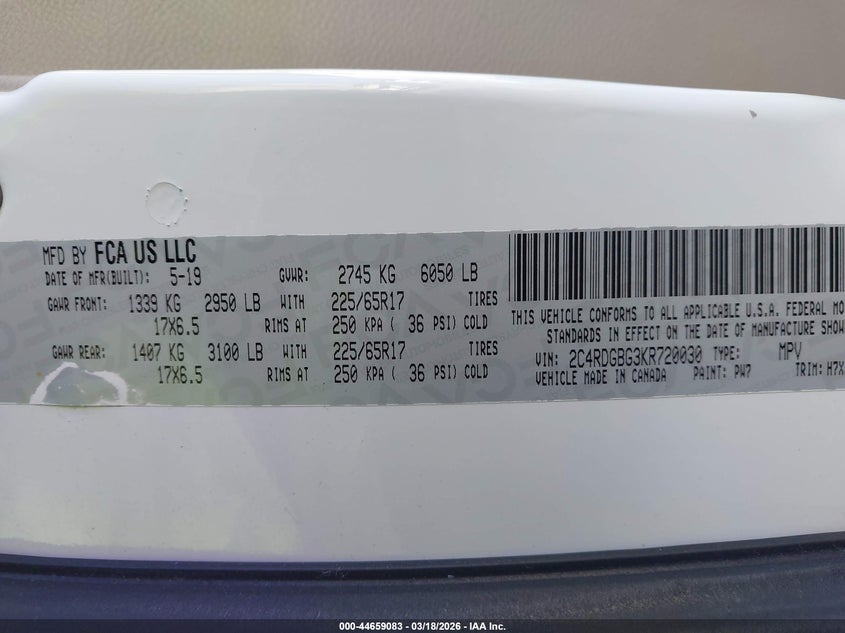 MFD BY FCA US LLC
DATE OF MFR(BUILT): 5-19 GVWR: 2745 KG 6050 LB
GAWR FRONT: 1339 KG 2950 LB WITH 225/65R17 TIRES
17X6.5 RIMS AT 250 KPA ( 36 PSI) COLD
GAWR REAR: 1407 KG 3100 LB WITH 225/65R17 TIRES
17X6.5 RIMS AT 250 KPA ( 36 PSI) COLD
THIS VEHICLE CONFORMS TO ALL APPLICABLE U.S.A. FEDERAL MO
STANDARDS IN EFFECT ON THE DATE OF MANUFACTURE SHOW
VIN: 2C4RDGBG3KR720030 TYPE: MPV
VEHICLE MADE IN CANADA PAINT: PW7 TRIM: H7X
000-44659083 - 03/18/2026 - IAA Inc.